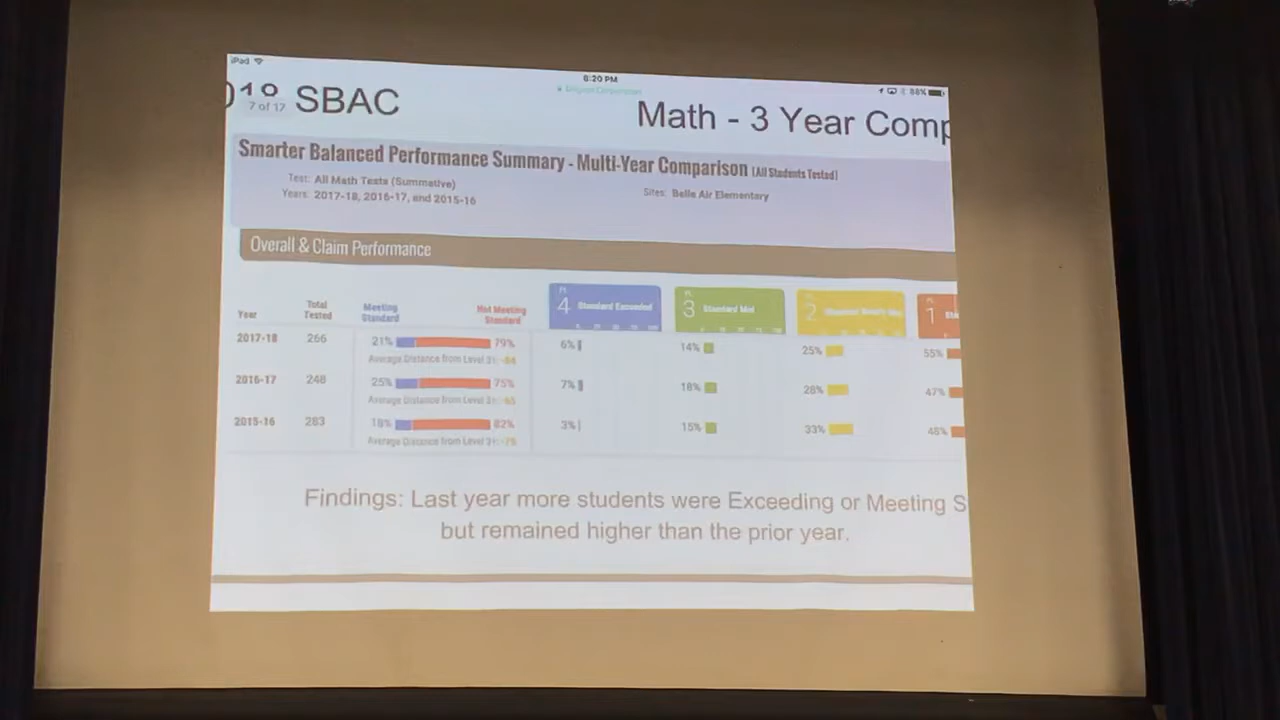 iPad
8:20 PM
88%
7 of 17
SBAC
Math - 3 Year Comp
Smarter Balanced Performance Summary - Multi-Year Comparison (All Students Tested)
Test: All Math Tests (Summative)
Sites: Belle Air Elementary
Years: 2017-18, 2016-17, and 2015-16
Overall & Claim Performance
Year Total Tested Meeting Standard Not Meeting Standard 4 Standard Exceeded 3 Standard Met 2 1
2017-18 266 21% 79% 6% 14% 25% 55%
Average Distance from Level 3: -84
2016-17 248 25% 75% 7% 18% 28% 47%
Average Distance from Level 3: -65
2015-16 283 18% 82% 3% 15% 33% 48%
Average Distance from Level 3: -79
Findings: Last year more students were Exceeding or Meeting S
but remained higher than the prior year.